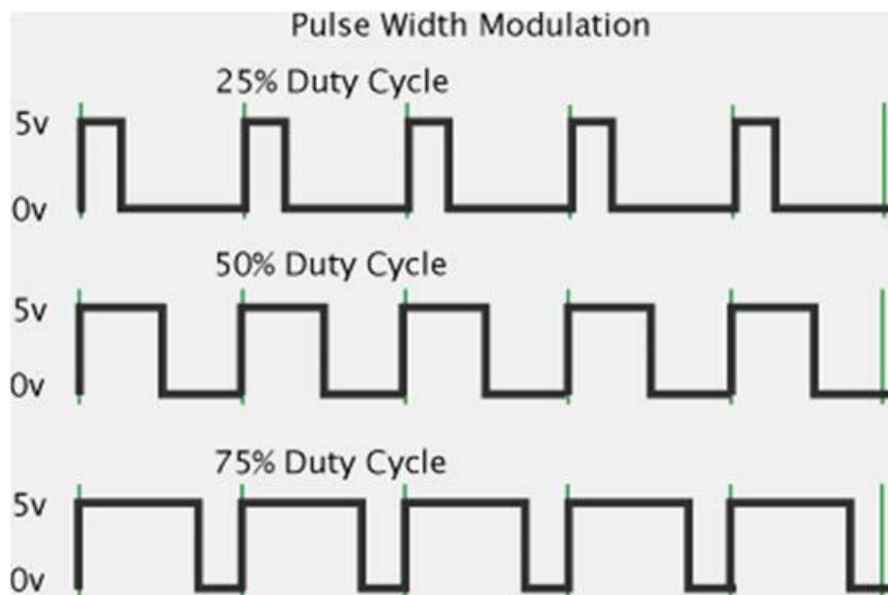 Pulse Width Modulation
25% Duty Cycle
5v
0v
50% Duty Cycle
5v
0v
75% Duty Cycle
5v
0v